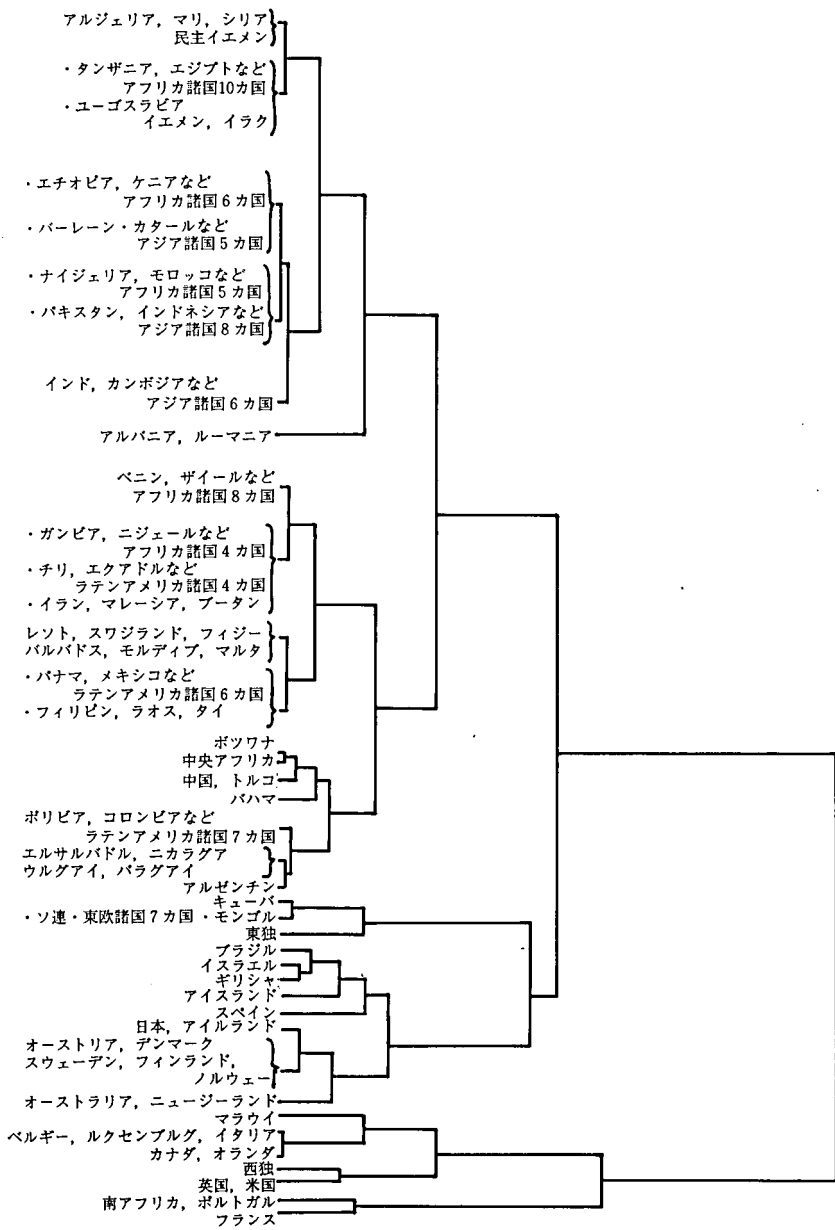 アルジェリア，マリ，シリア
民主イエメン
・タンザニア，エジプトなど
アフリカ諸国10カ国
・ユーゴスラビア
イエメン，イラク
・エチオピア，ケニアなど
アフリカ諸国6カ国
・バーレーン・カタールなど
アジア諸国5カ国
・ナイジェリア，モロッコなど
アフリカ諸国5カ国
・パキスタン，インドネシアなど
アジア諸国8カ国
インド，カンボジアなど
アジア諸国6カ国
アルバニア，ルーマニア
ベニン，ザイールなど
アフリカ諸国8カ国
・ガンビア，ニジェールなど
アフリカ諸国4カ国
・チリ，エクアドルなど
ラテンアメリカ諸国4カ国
・イラン，マレーシア，ブータン
レソト，スワジランド，フィジー
バルバドス，モルディブ，マルタ
・パナマ，メキシコなど
ラテンアメリカ諸国6カ国
・フィリピン，ラオス，タイ
ボツワナ
中央アフリカ
中国，トルコ
バハマ
ボリビア，コロンビアなど
ラテンアメリカ諸国7カ国
エルサルバドル，ニカラグア
ウルグアイ，パラグアイ
アルゼンチン
キューバ
・ソ連・東欧諸国7カ国・モンゴル
東独
ブラジル
イスラエル
ギリシャ
アイスランド
スペイン
日本，アイルランド
オーストリア，デンマーク
スウェーデン，フィンランド，
ノルウェー
オーストラリア，ニュージーランド
マラウイ
ベルギー，ルクセンブルグ，イタリア
カナダ，オランダ
西独
英国，米国
南アフリカ，ポルトガル
フランス